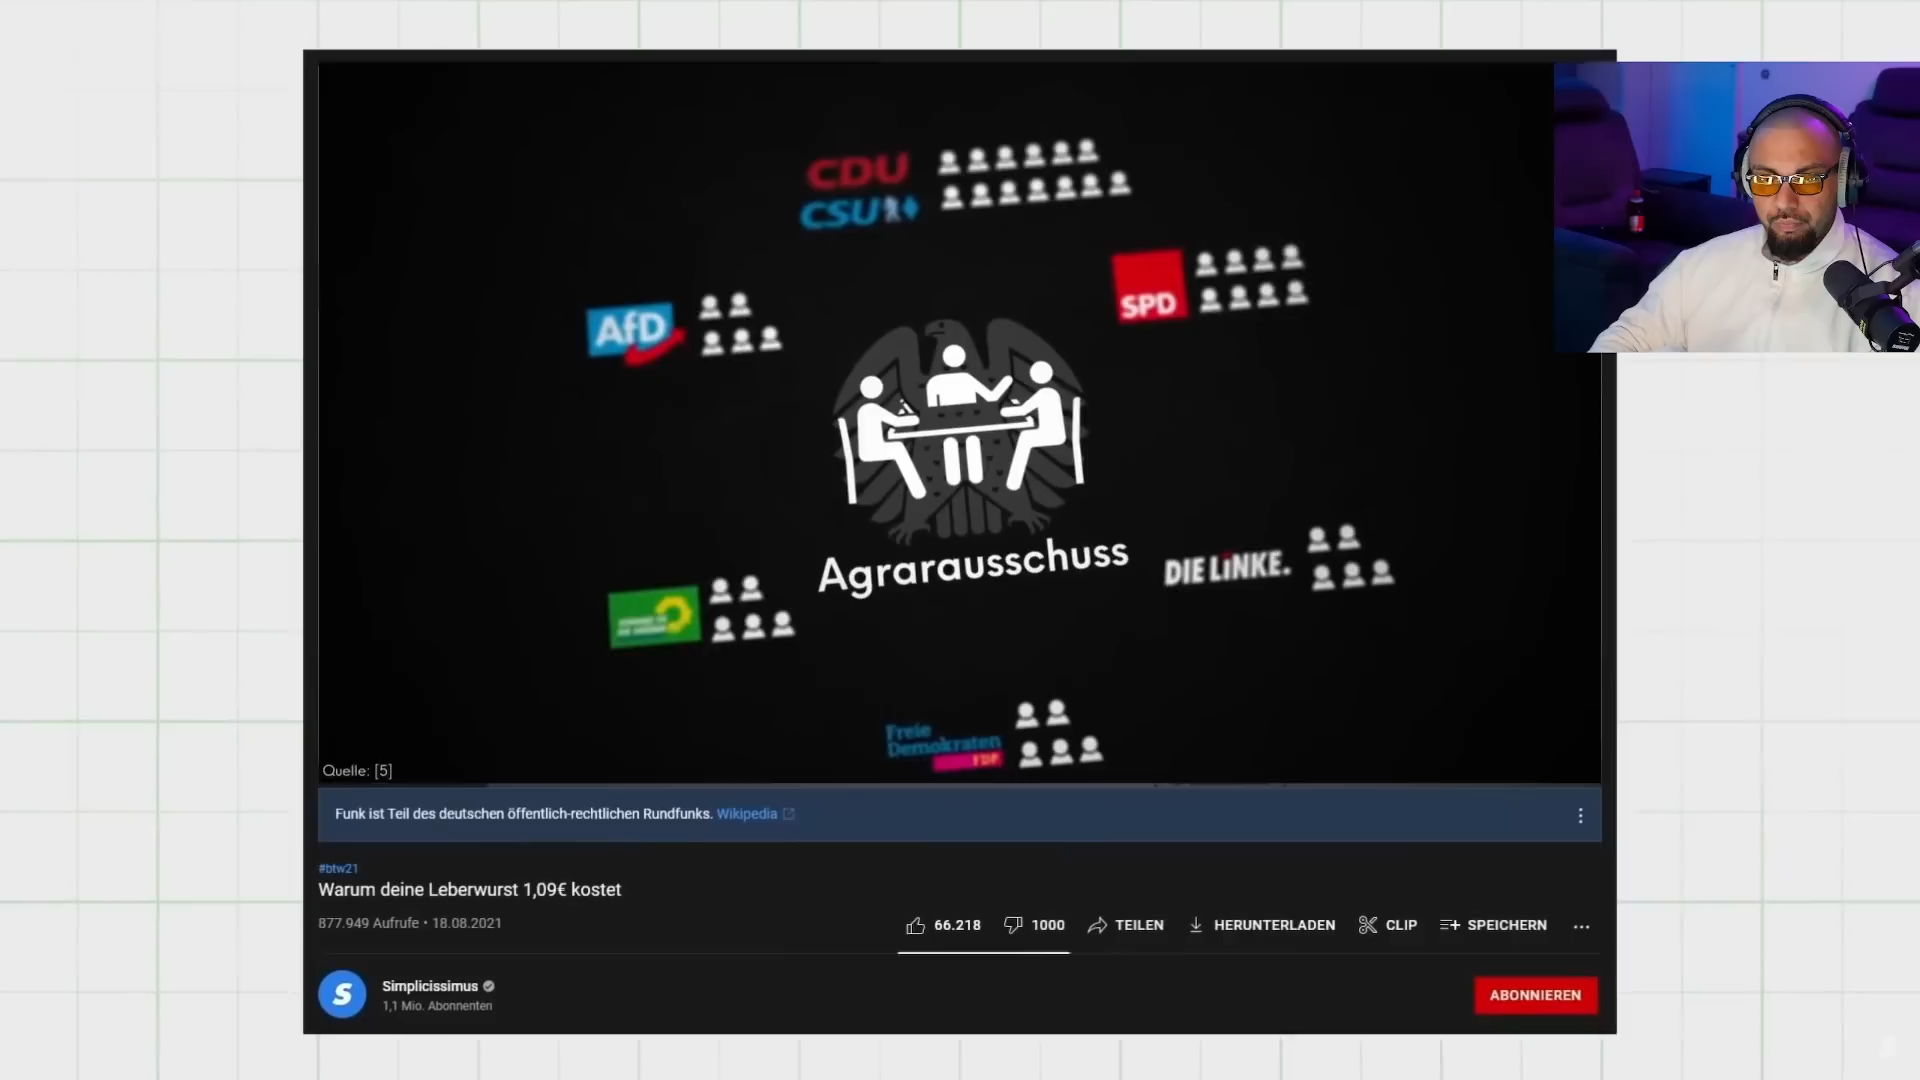 CDU
CSU
SPD
AfD
Agrarausschuss
DIE LiNKE.
Freie
Demokraten
FDP
Quelle: [5]
Funk ist Teil des deutschen öffentlich-rechtlichen Rundfunks. Wikipedia
#btw21
Warum deine Leberwurst 1,09€ kostet
877.949 Aufrufe • 18.08.2021
66.218 1000 TEILEN HERUNTERLADEN CLIP SPEICHERN
S
Simplicissimus
1,1 Mio. Abonnenten
ABONNIEREN